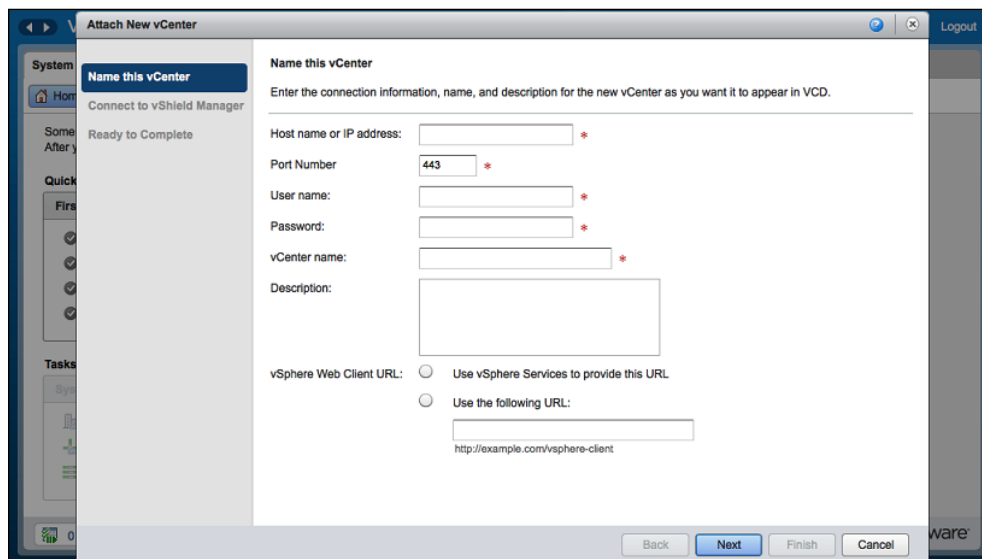 Attach New vCenter
Logout
System
Name this vCenter
Name this vCenter
Enter the connection information, name, and description for the new vCenter as you want it to appear in VCD.
Connect to vShield Manager
Ready to Complete
Some
After
Quick
Host name or IP address: *
Port Number 443 *
User name: *
Password: *
vCenter name: *
Description:
Tasks
vSphere Web Client URL: Use vSphere Services to provide this URL
Use the following URL:
http://example.com/vsphere-client
0
Back Next Finish Cancel
ware